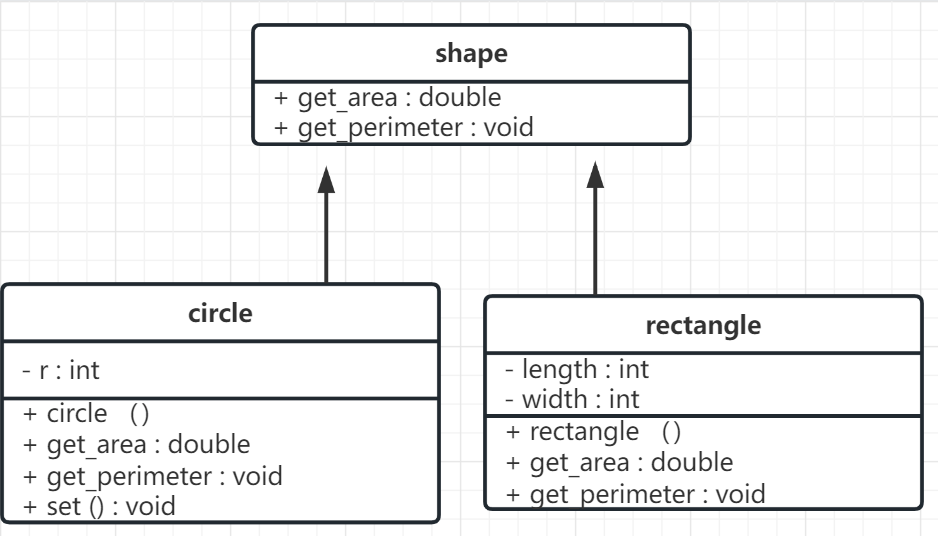 shape
+ get_area : double
+ get_perimeter : void
circle
- r : int
+ circle （）
+ get_area : double
+ get_perimeter : void
+ set () : void
rectangle
- length : int
- width : int
+ rectangle （）
+ get_area : double
+ get_perimeter : void